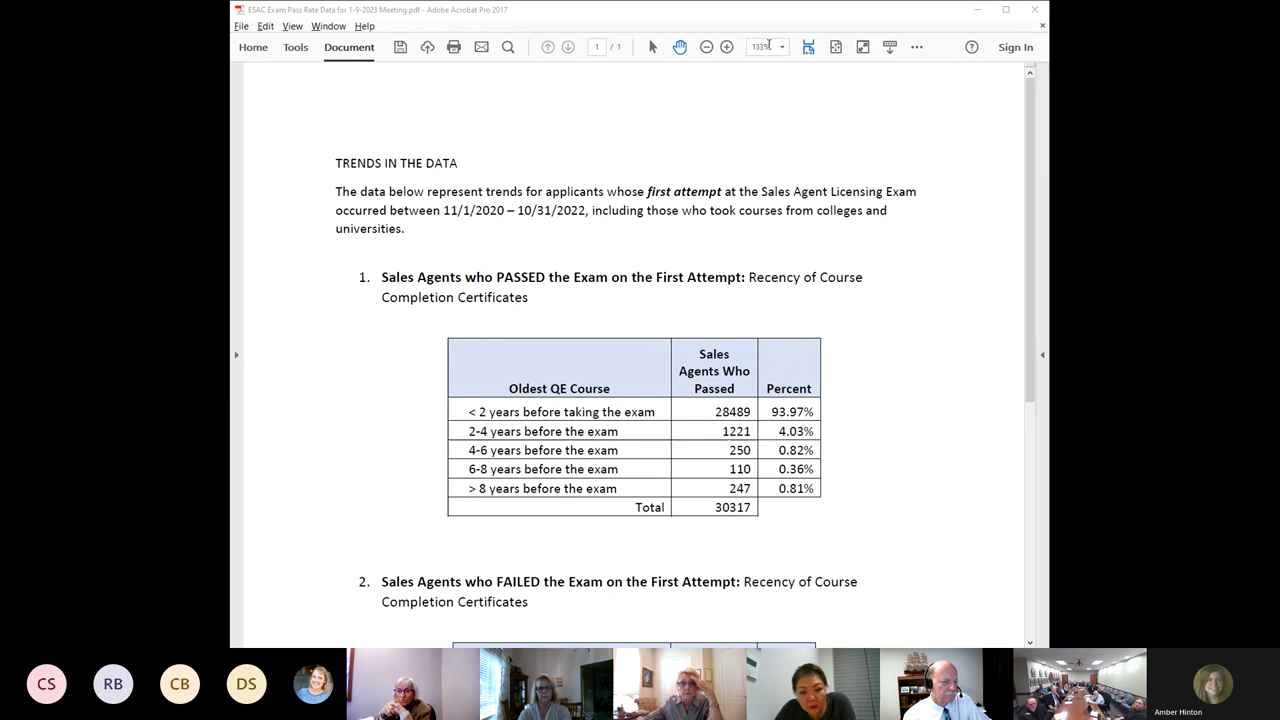 ESAC Exam Pass Rate Data for 1-9-2023 Meeting.pdf - Adobe Acrobat Pro 2017
File Edit View Window Help
Home Tools Document 1 / 1 133% Sign In
TRENDS IN THE DATA
The data below represent trends for applicants whose first attempt at the Sales Agent Licensing Exam
occurred between 11/1/2020 – 10/31/2022, including those who took courses from colleges and
universities.
1. Sales Agents who PASSED the Exam on the First Attempt: Recency of Course
Completion Certificates
Sales
Agents Who
Oldest QE Course Passed Percent
< 2 years before taking the exam 28489 93.97%
2-4 years before the exam 1221 4.03%
4-6 years before the exam 250 0.82%
6-8 years before the exam 110 0.36%
> 8 years before the exam 247 0.81%
Total 30317
2. Sales Agents who FAILED the Exam on the First Attempt: Recency of Course
Completion Certificates
CS RB CB DS
Amber Hinton